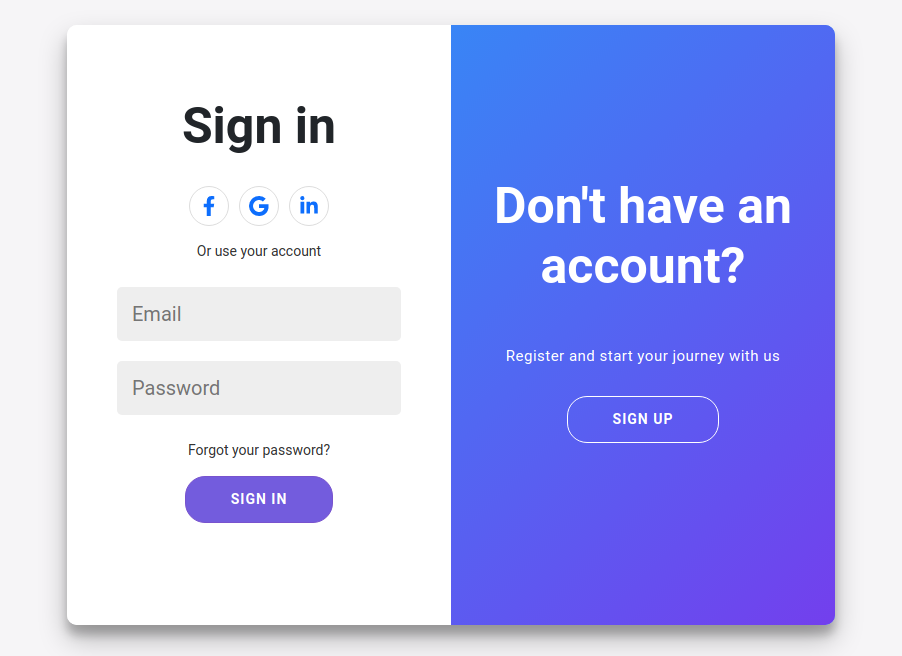 Sign in
Or use your account
Email
Password
Forgot your password?
SIGN IN
Don't have an
account?
Register and start your journey with us
SIGN UP